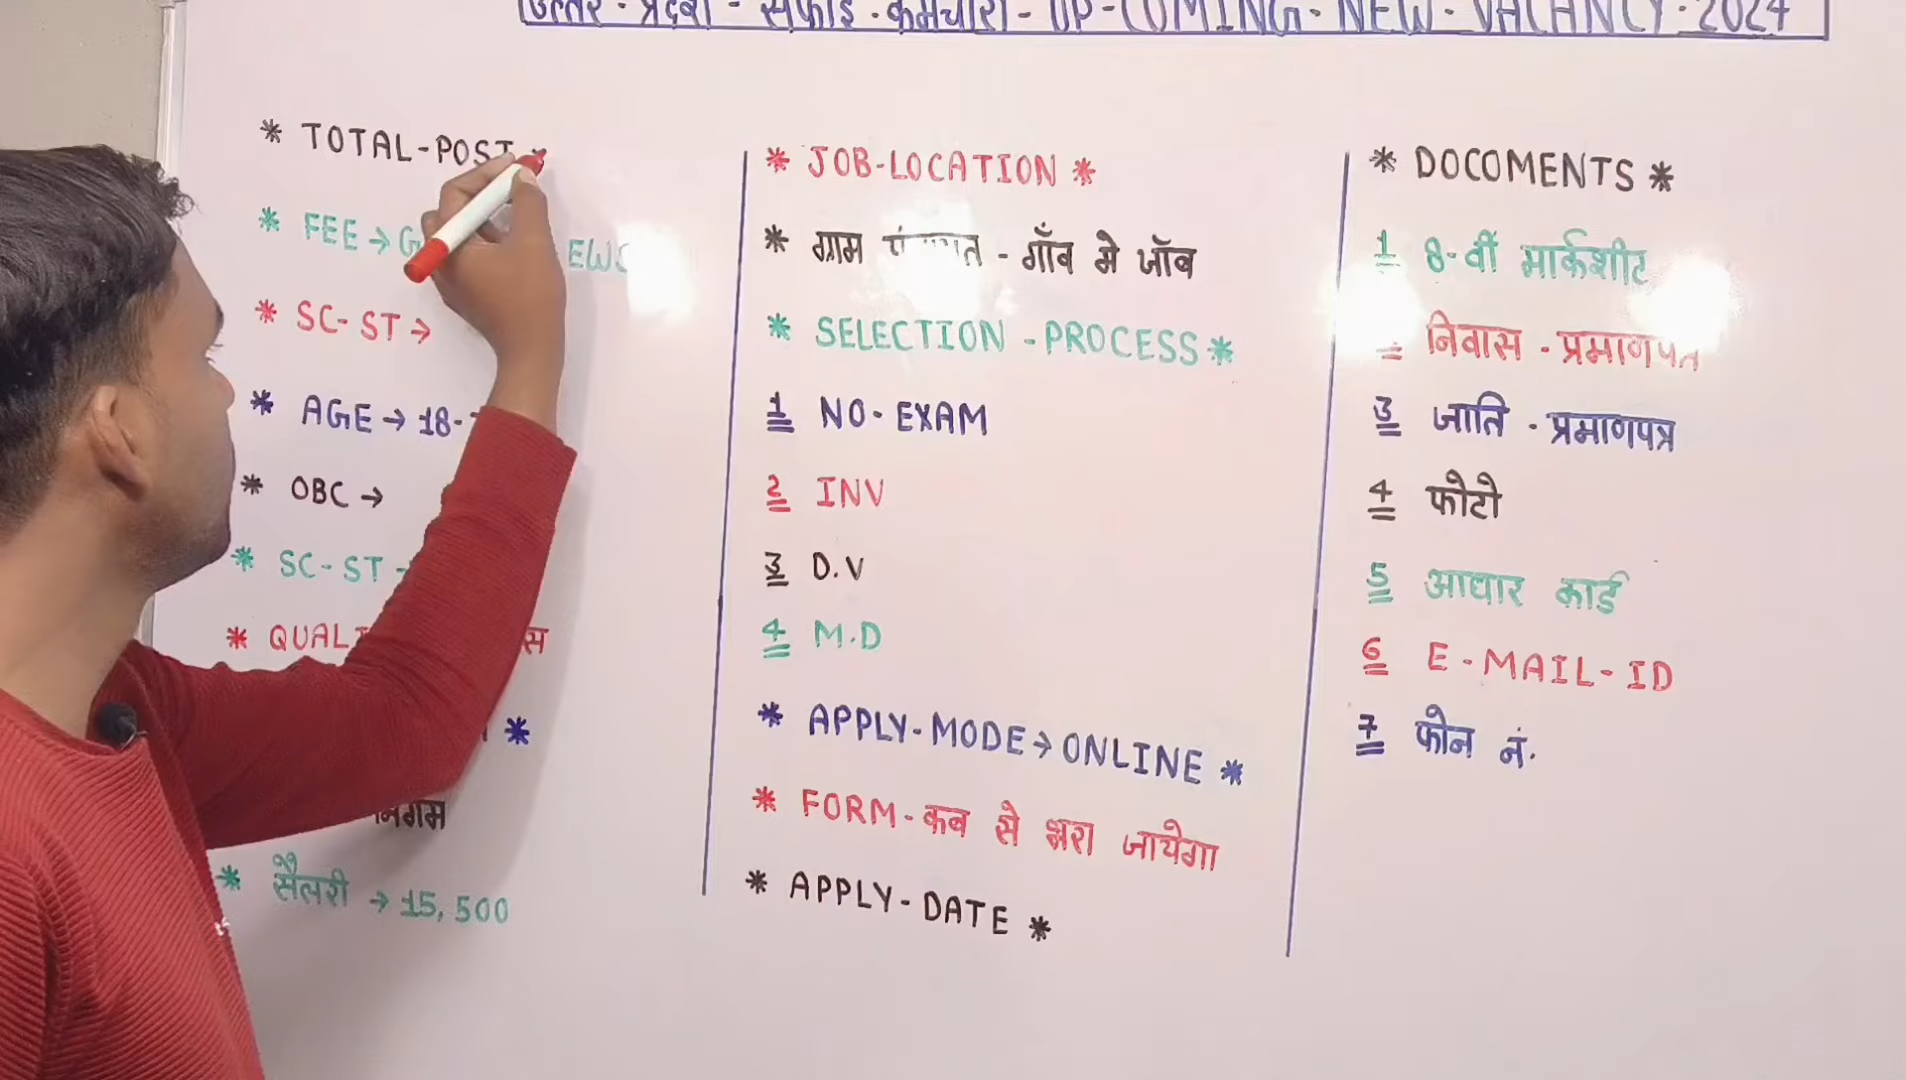 उत्तर - प्रदेश - सफाई - कर्मचारी - UP-COMING - NEW - VACANCY - 2024
* TOTAL-POST *
* FEE → G EWS
* SC-ST →
* AGE → 18-
* OBC →
* SC-ST -
* QUALI
*
निगम
* सैलरी → 15,500
* JOB-LOCATION *
* ग्राम - गाँव मे जॉब
* SELECTION - PROCESS *
1 NO-EXAM
2 INV
3 D.V
4 M.D
* APPLY-MODE → ONLINE *
* FORM - कब से भरा जायेगा
* APPLY-DATE *
* DOCOMENTS *
1 8-वीं मार्कशीट
निवास - प्रमाणपत्र
3 जाति - प्रमाणपत्र
4 फोटो
5 आधार कार्ड
6 E-MAIL-ID
7 फोन नं.